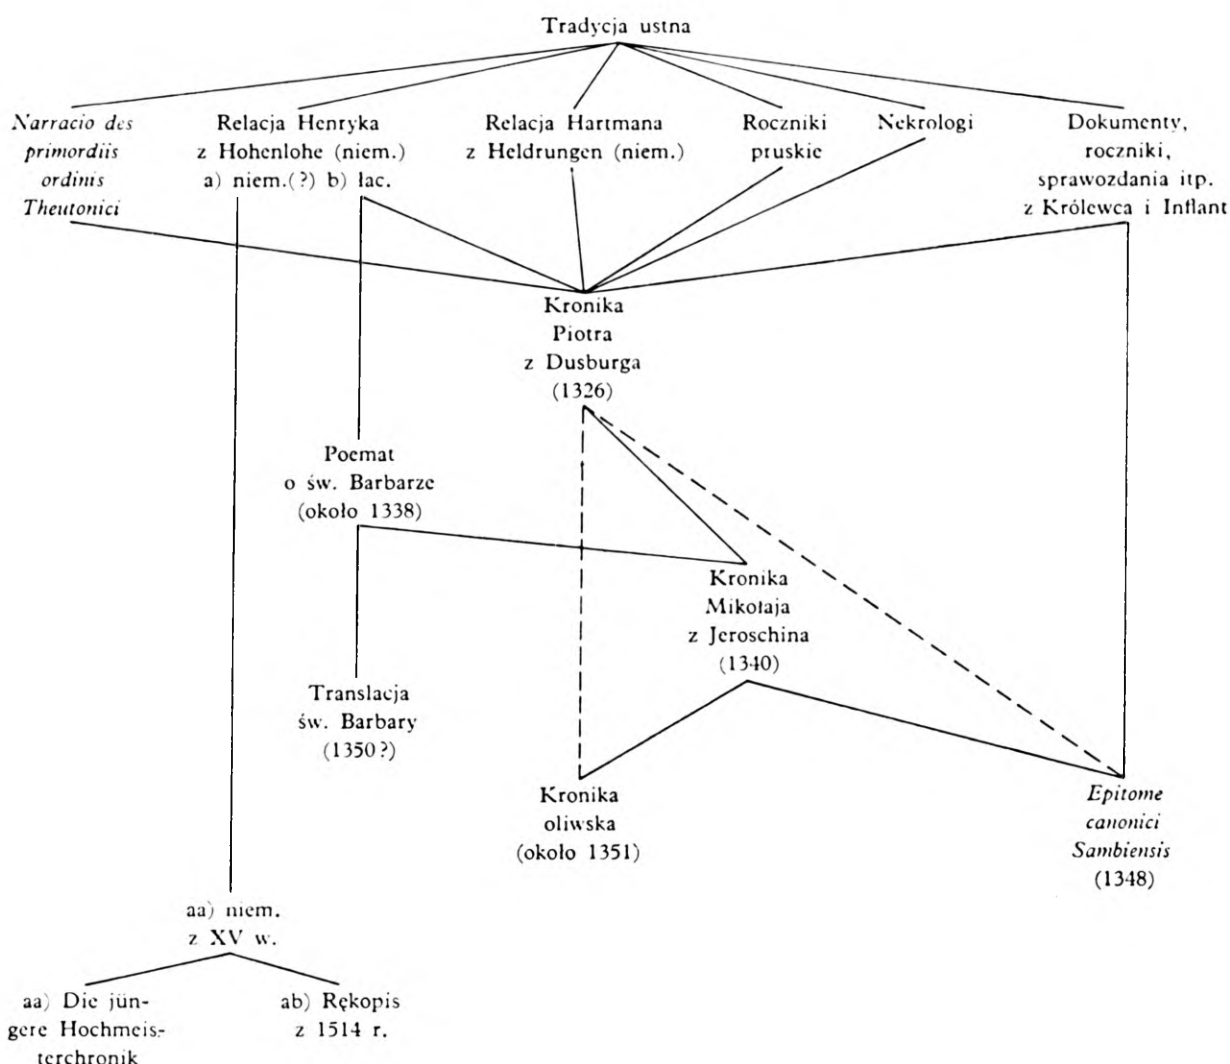 Tradycja ustna
Narracio des
primordiis
ordinis
Theutonici
Relacja Henryka
z Hohenlohe (niem.)
a) niem.(?) b) łac.
Relacja Hartmana
z Heldrungen (niem.)
Roczniki
pruskie
Nekrologi
Dokumenty,
roczniki,
sprawozdania itp.
z Królewca i Inflant
Kronika
Piotra
z Dusburga
(1326)
Poemat
o św. Barbarze
(około 1338)
Kronika
Mikołaja
z Jeroschina
(1340)
Translacja
św. Barbary
(1350?)
Kronika
oliwska
(około 1351)
Epitome
canonici
Sambiensis
(1348)
aa) niem.
z XV w.
aa) Die jün-
gere Hochmeis-
terchronik
ab) Rękopis
z 1514 r.